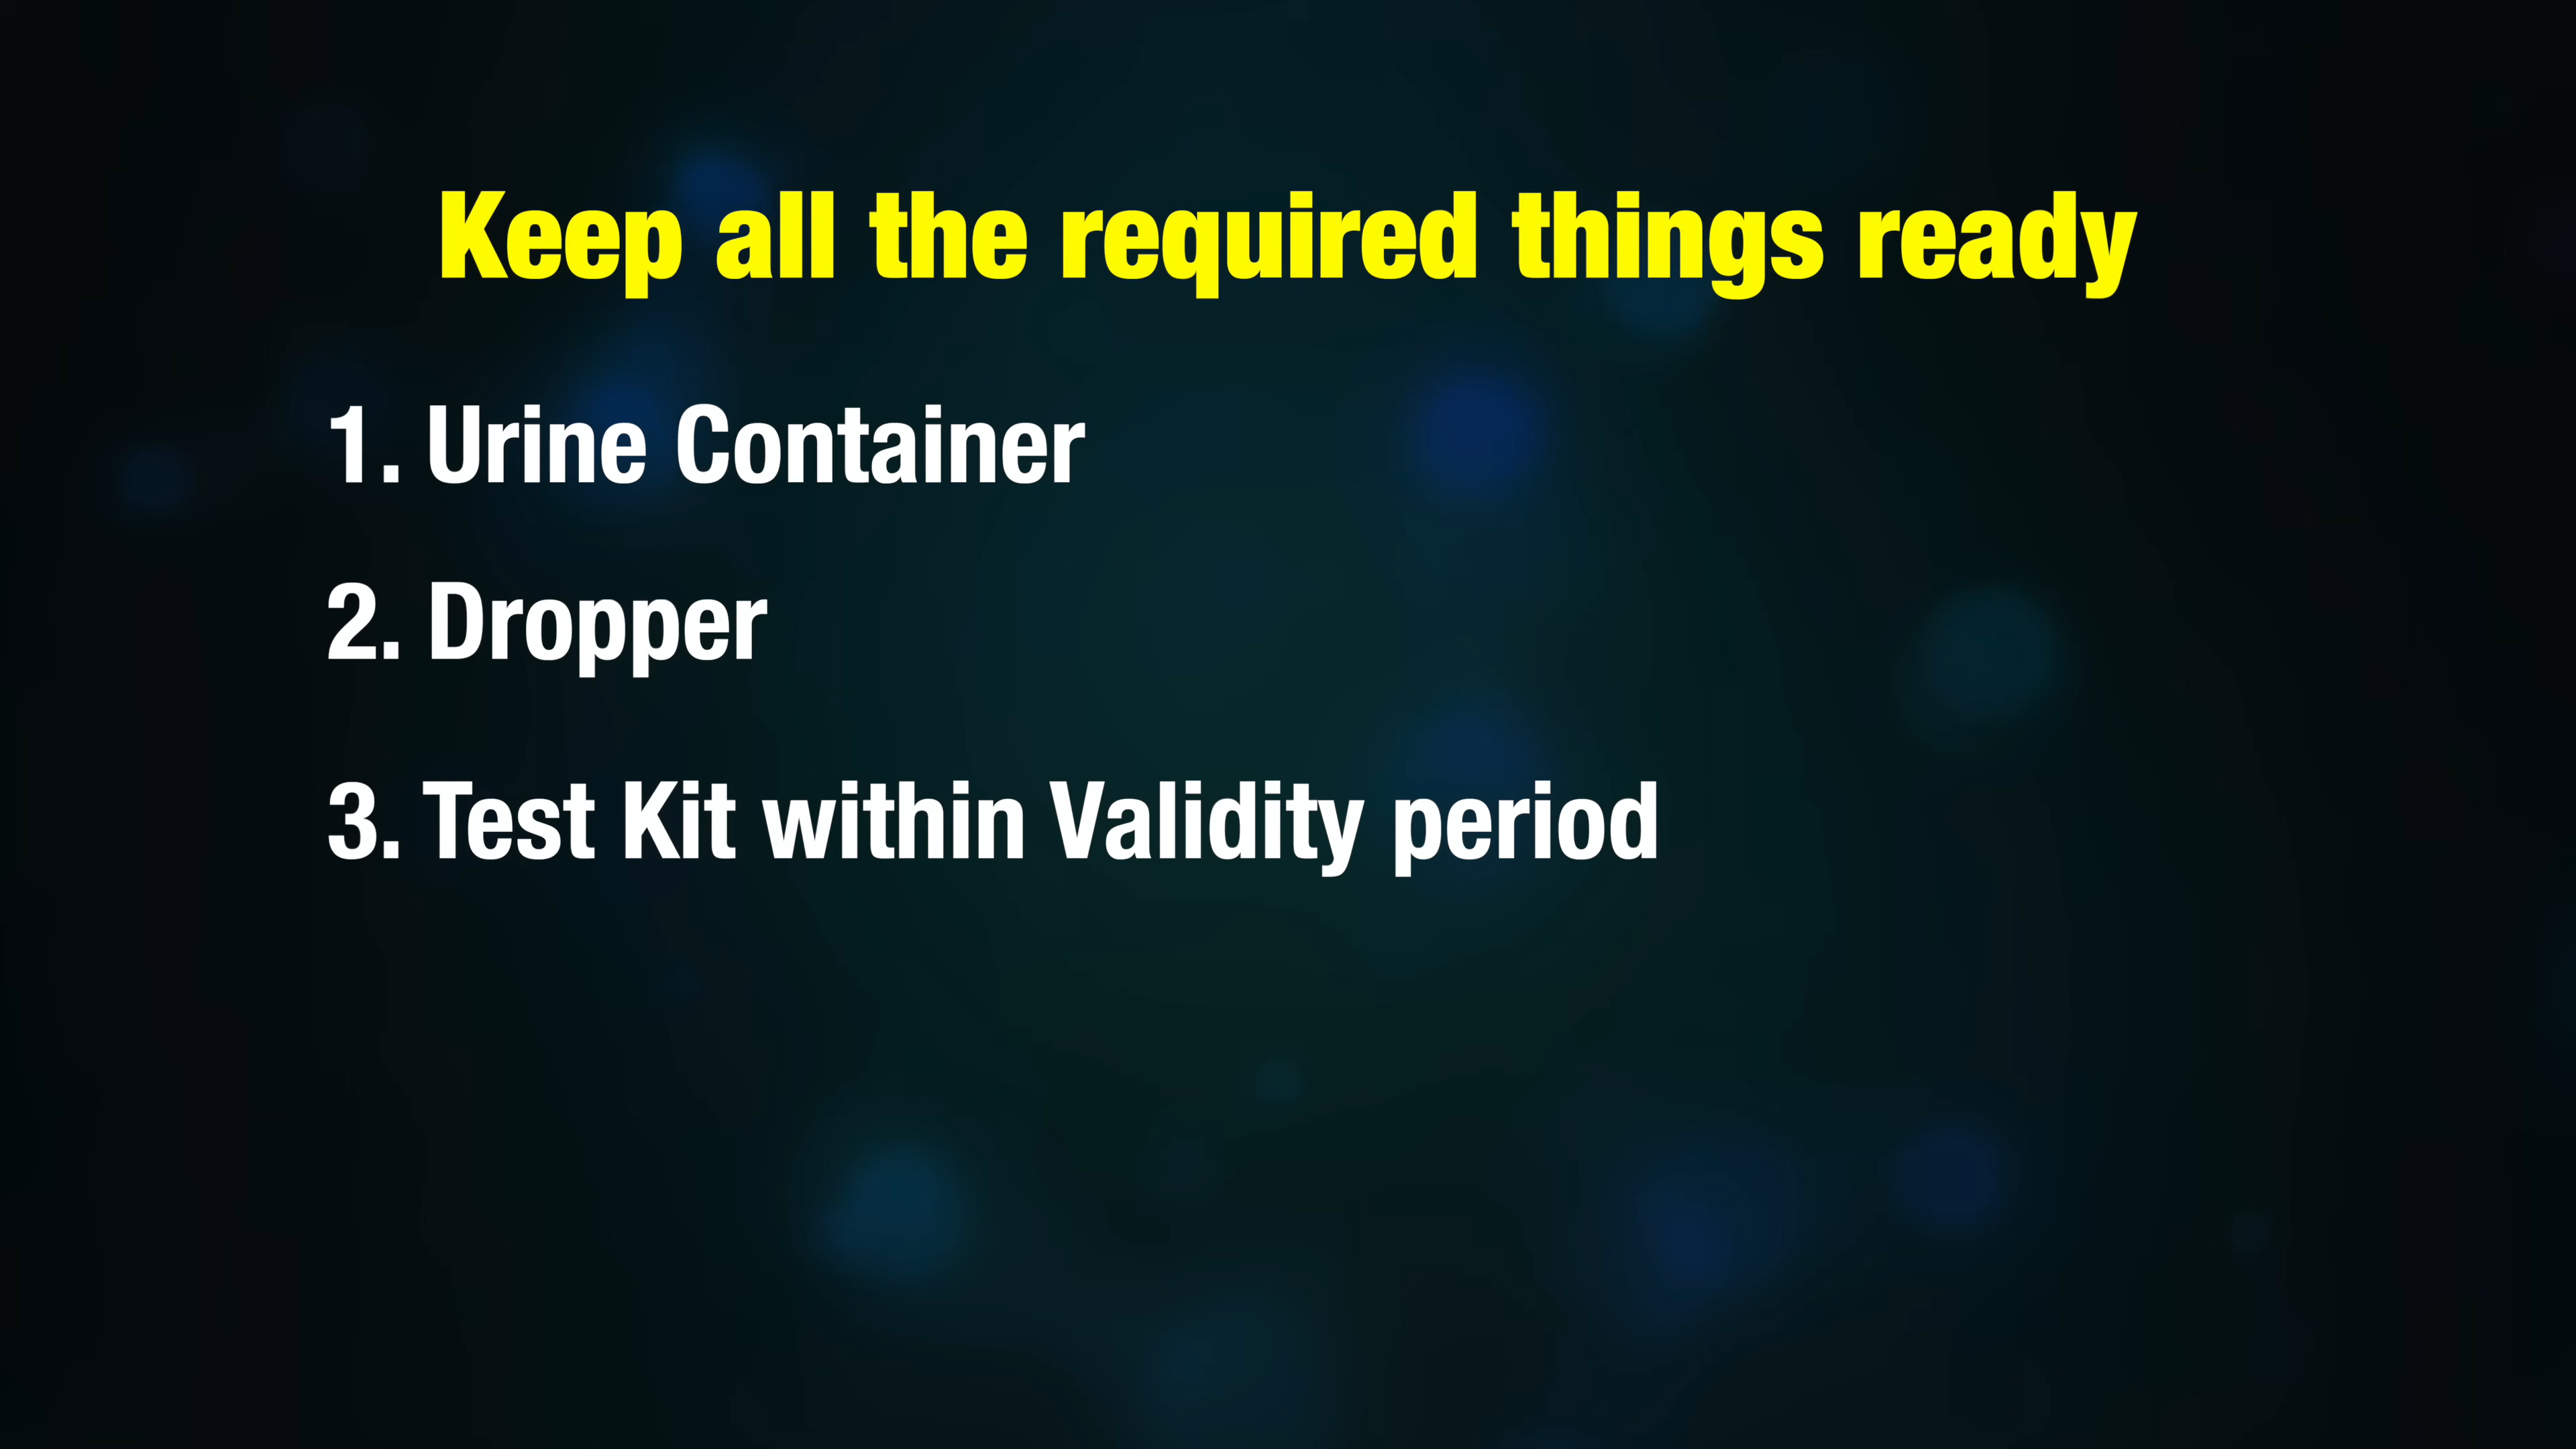 Keep all the required things ready
1. Urine Container
2. Dropper
3. Test Kit within Validity period